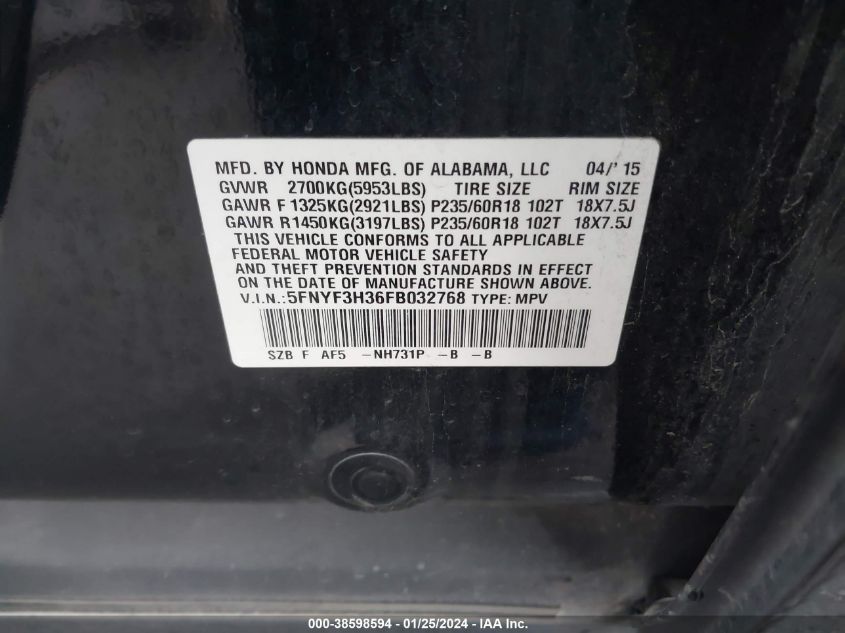 MFD. BY HONDA MFG. OF ALABAMA, LLC 04/' 15
GVWR 2700KG(5953LBS) TIRE SIZE RIM SIZE
GAWR F 1325KG(2921LBS) P235/60R18 102T 18X7.5J
GAWR R1450KG(3197LBS) P235/60R18 102T 18X7.5J
THIS VEHICLE CONFORMS TO ALL APPLICABLE
FEDERAL MOTOR VEHICLE SAFETY
AND THEFT PREVENTION STANDARDS IN EFFECT
ON THE DATE OF MANUFACTURE SHOWN ABOVE.
V.I.N.:5FNYF3H36FB032768 TYPE: MPV
SZB F AF5 -NH731P -B -B
000-38598594 - 01/25/2024 - IAA Inc.